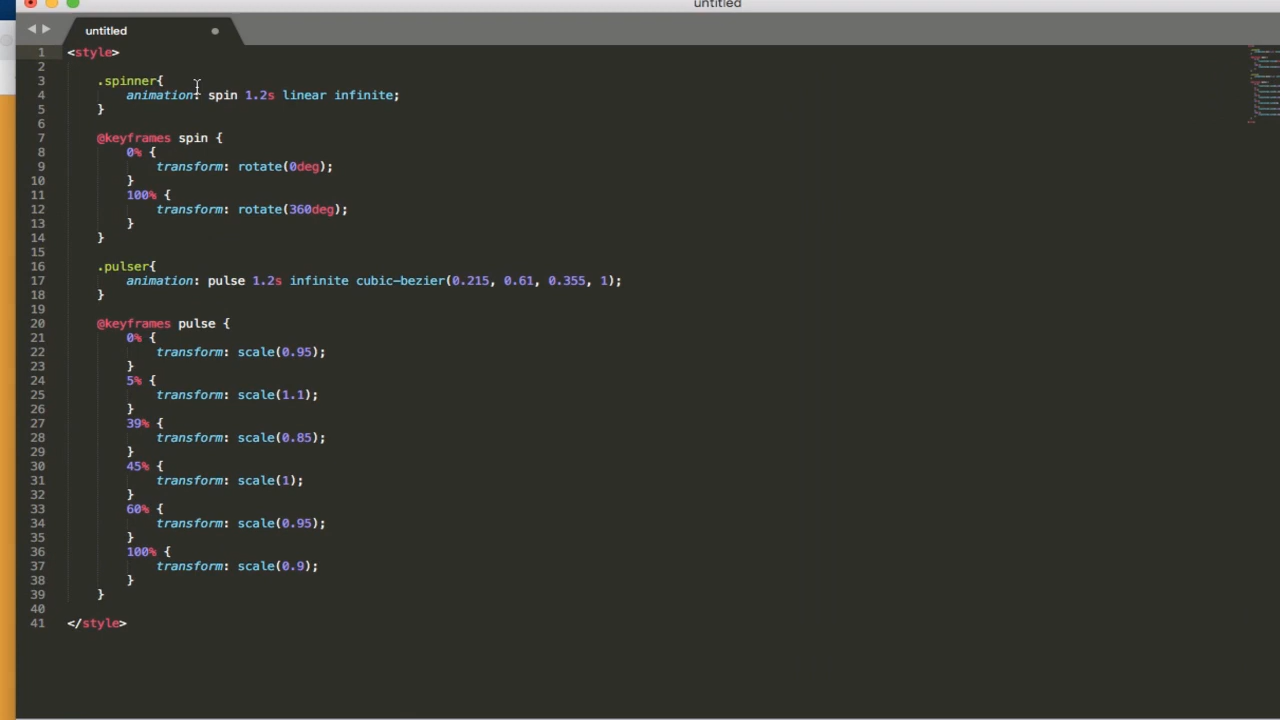 untitled
untitled
1 <style>
2
3 .spinner{
4 animation: spin 1.2s linear infinite;
5 }
6
7 @keyframes spin {
8 0% {
9 transform: rotate(0deg);
10 }
11 100% {
12 transform: rotate(360deg);
13 }
14 }
15
16 .pulser{
17 animation: pulse 1.2s infinite cubic-bezier(0.215, 0.61, 0.355, 1);
18 }
19
20 @keyframes pulse {
21 0% {
22 transform: scale(0.95);
23 }
24 5% {
25 transform: scale(1.1);
26 }
27 39% {
28 transform: scale(0.85);
29 }
30 45% {
31 transform: scale(1);
32 }
33 60% {
34 transform: scale(0.95);
35 }
36 100% {
37 transform: scale(0.9);
38 }
39 }
40
41 </style>